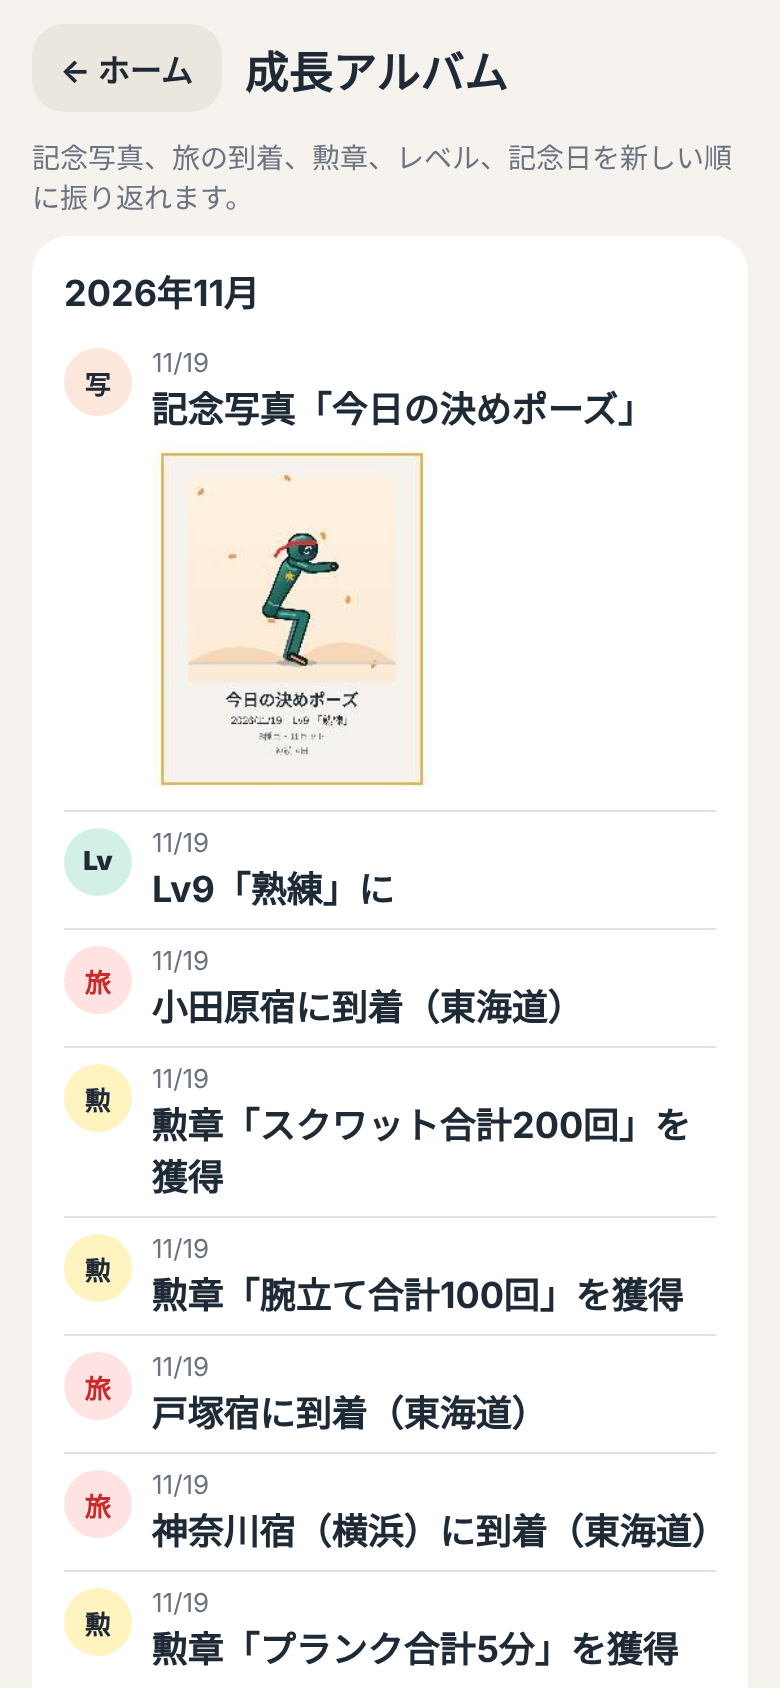 ← ホーム
成長アルバム
記念写真、旅の到着、勲章、レベル、記念日を新しい順
に振り返れます。
2026年11月
写
11/19
記念写真「今日の決めポーズ」
今日の決めポーズ
2026/11/19 Lv9「熟練」
Lv
11/19
Lv9「熟練」に
旅
11/19
小田原宿に到着（東海道）
勲
11/19
勲章「スクワット合計200回」を
獲得
勲
11/19
勲章「腕立て合計100回」を獲得
旅
11/19
戸塚宿に到着（東海道）
旅
11/19
神奈川宿（横浜）に到着（東海道）
勲
11/19
勲章「プランク合計5分」を獲得